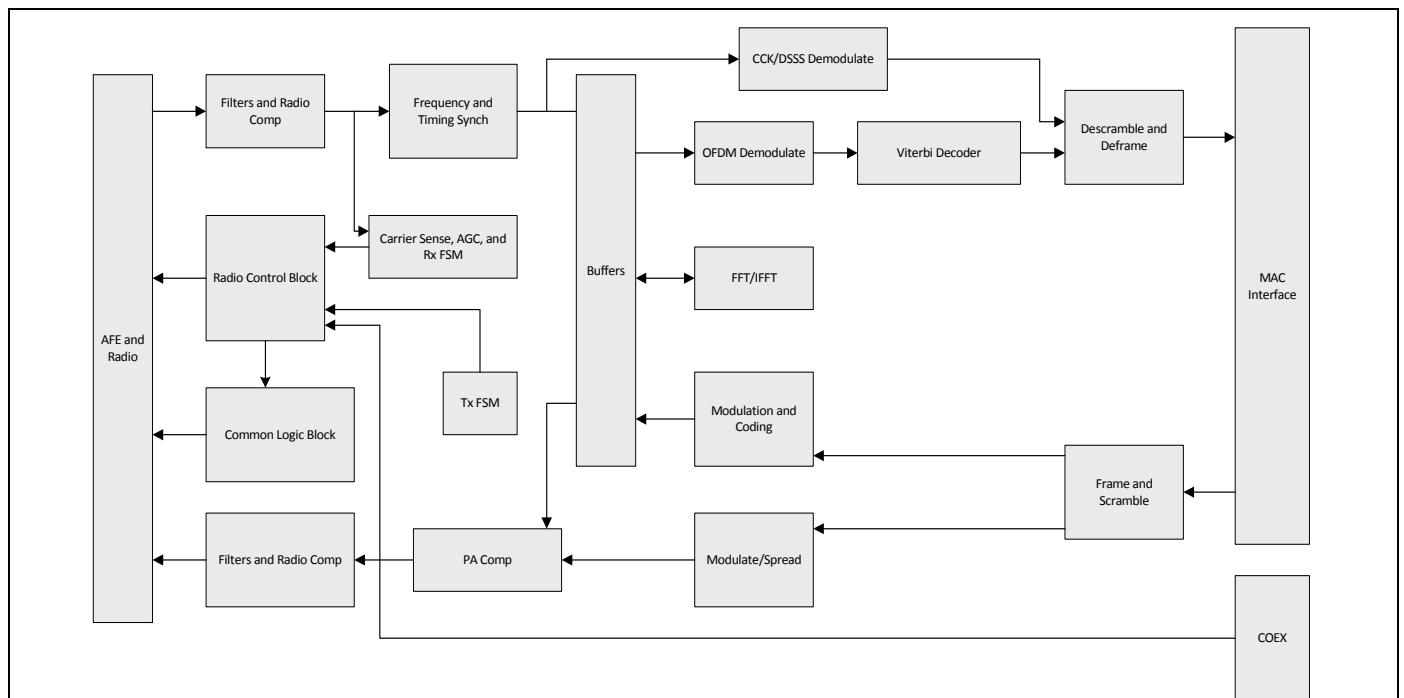 CCK/DSSS Demodulate
Filters and Radio
Comp
Frequency and
Timing Synch
Descramble and
Deframe
OFDM Demodulate
Viterbi Decoder
Carrier Sense, AGC, and
Rx FSM
Radio Control Block
Buffers
FFT/IFFT
MAC
Interface
AFE and
Radio
Tx FSM
Modulation and
Coding
Common Logic Block
Frame and
Scramble
Filters and Radio Comp
PA Comp
Modulate/Spread
COEX